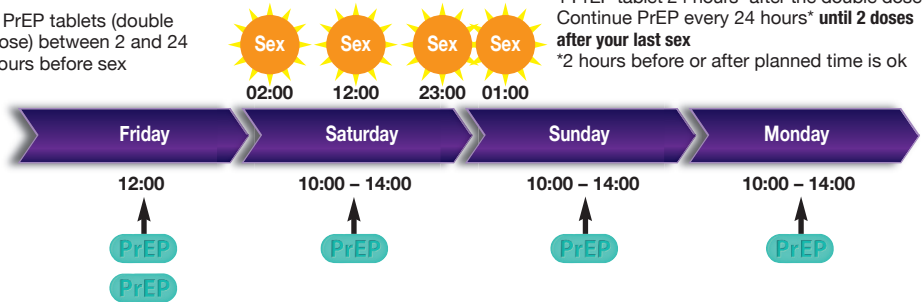 PrEP tablets (double
ose) between 2 and 24
ours before sex
PrEP tablet 24 hours* after the double dose
Continue PrEP every 24 hours* until 2 doses
after your last sex
*2 hours before or after planned time is ok
Sex Sex Sex Sex
02:00 12:00 23:00 01:00
Friday Saturday Sunday Monday
12:00 10:00 – 14:00 10:00 – 14:00 10:00 – 14:00
PrEP PrEP PrEP PrEP
PrEP